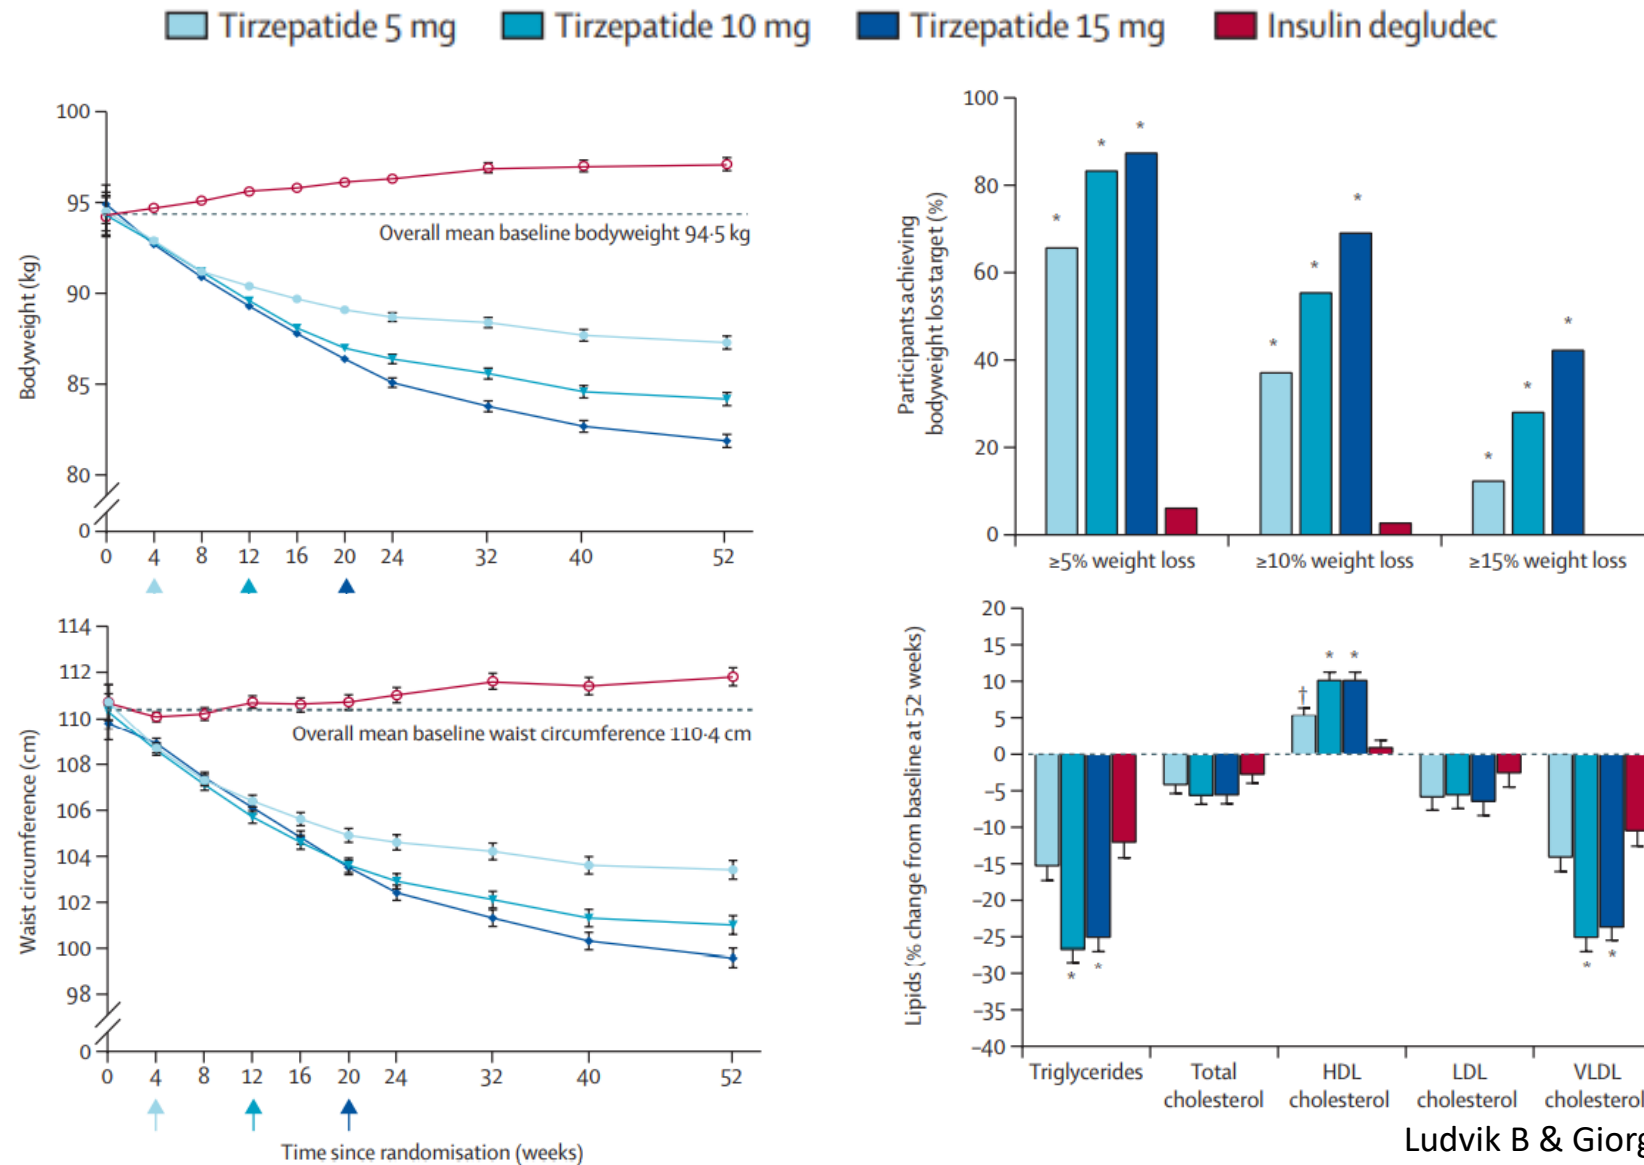 Tirzepatide 5 mg Tirzepatide 10 mg Tirzepatide 15 mg Insulin degludec
Bodyweight (kg)
100
95
90
85
80
0
Overall mean baseline bodyweight 94·5 kg
0 4 8 12 16 20 24 32 40 52
Participants achieving
bodyweight loss target (%)
100
80
60
40
20
0
* * *
* * *
* * *
≥5% weight loss ≥10% weight loss ≥15% weight loss
Waist circumference (cm)
114
112
110
108
106
104
102
100
98
0
Overall mean baseline waist circumference 110·4 cm
0 4 8 12 16 20 24 32 40 52
Time since randomisation (weeks)
Lipids (% change from baseline at 52 weeks)
20
15
10
5
0
–5
–10
–15
–20
–25
–30
–35
–40
* *
† * *
* *
Triglycerides Total HDL LDL VLDL
cholesterol cholesterol cholesterol cholesterol
Ludvik B & Giorg